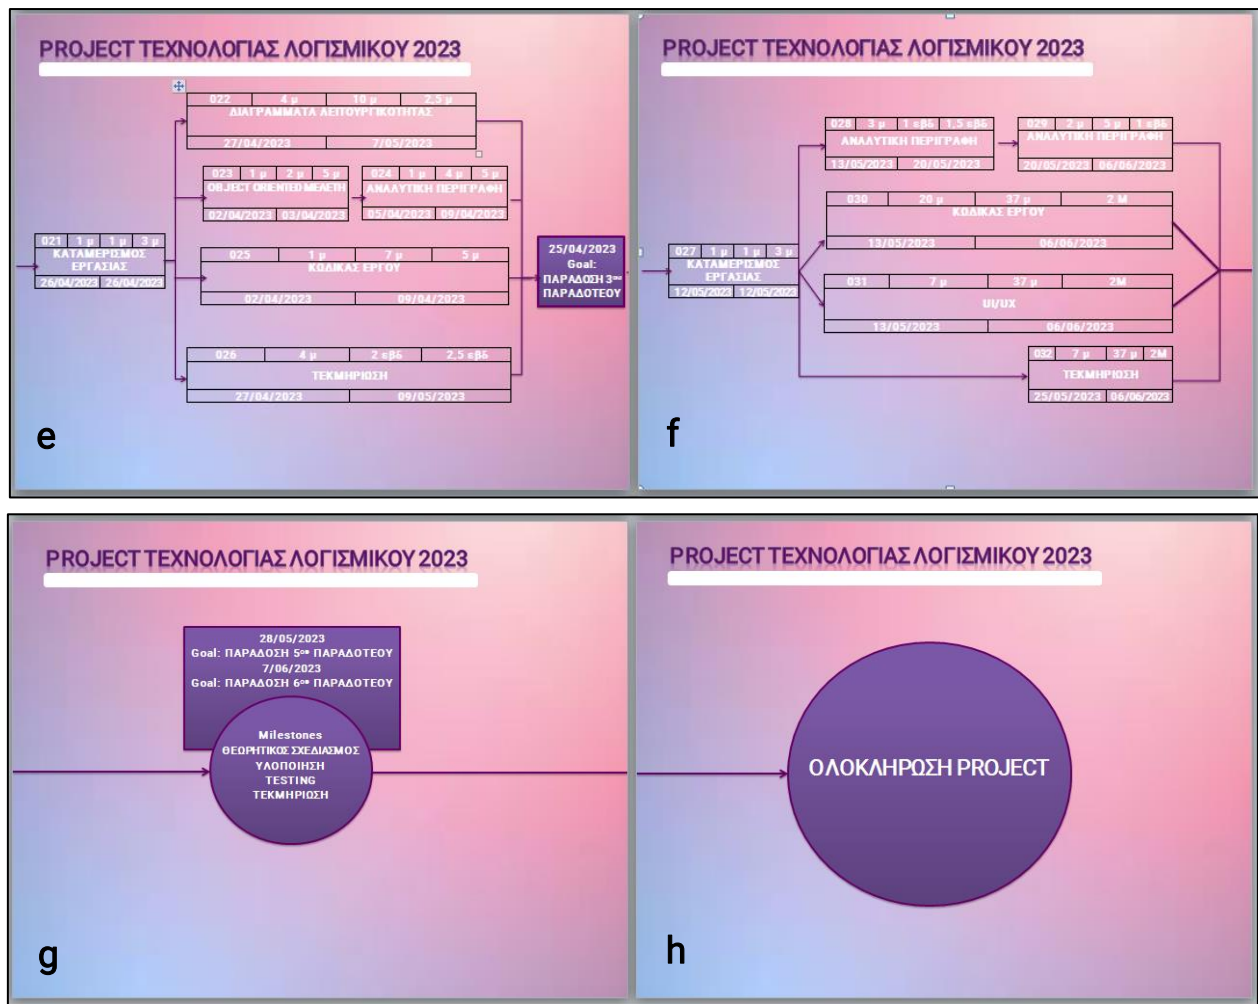 PROJECT ΤΕΧΝΟΛΟΓΙΑΣ ΛΟΓΙΣΜΙΚΟΥ 2023
022 4 μ 10 μ 2,5 μ
ΔΙΑΓΡΑΜΜΑΤΑ ΛΕΙΤΟΥΡΓΙΚΟΤΗΤΑΣ
27/04/2023 7/05/2023
023 1 μ 2 μ 5 μ
OBJECT ORIENTED ΜΕΛΕΤΗ
02/04/2023 03/04/2023
024 1 μ 4 μ 5 μ
ΑΝΑΛΥΤΙΚΗ ΠΕΡΙΓΡΑΦΗ
05/04/2023 09/04/2023
021 1 μ 1 μ 3 μ
ΚΑΤΑΜΕΡΙΣΜΟΣ
ΕΡΓΑΣΙΑΣ
26/04/2023 26/04/2023
025 1 μ 7 μ 5 μ
ΚΩΔΙΚΑΣ ΕΡΓΟΥ
02/04/2023 09/04/2023
25/04/2023
Goal:
ΠΑΡΑΔΟΣΗ 3ου
ΠΑΡΑΔΟΤΕΟΥ
026 4 μ 2 εβδ 2,5 εβδ
ΤΕΚΜΗΡΙΩΣΗ
27/04/2023 09/05/2023
e
PROJECT ΤΕΧΝΟΛΟΓΙΑΣ ΛΟΓΙΣΜΙΚΟΥ 2023
028 3 μ 1 εβδ 1,5 εβδ
ΑΝΑΛΥΤΙΚΗ ΠΕΡΙΓΡΑΦΗ
13/05/2023 20/05/2023
029 2 μ 5 μ 1 εβδ
ΑΝΑΛΥΤΙΚΗ ΠΕΡΙΓΡΑΦΗ
20/05/2023 06/06/2023
030 20 μ 37 μ 2 Μ
ΚΩΔΙΚΑΣ ΕΡΓΟΥ
13/05/2023 06/06/2023
027 1 μ 1 μ 3 μ
ΚΑΤΑΜΕΡΙΣΜΟΣ
ΕΡΓΑΣΙΑΣ
12/05/2023 12/05/2023
031 7 μ 37 μ 2Μ
UI/UX
13/05/2023 06/06/2023
032 7 μ 37 μ 2Μ
ΤΕΚΜΗΡΙΩΣΗ
25/05/2023 06/06/2023
f
PROJECT ΤΕΧΝΟΛΟΓΙΑΣ ΛΟΓΙΣΜΙΚΟΥ 2023
28/05/2023
Goal: ΠΑΡΑΔΟΣΗ 5ου ΠΑΡΑΔΟΤΕΟΥ
7/06/2023
Goal: ΠΑΡΑΔΟΣΗ 6ου ΠΑΡΑΔΟΤΕΟΥ
Milestones
ΘΕΩΡΗΤΙΚΟΣ ΣΧΕΔΙΑΣΜΟΣ
ΥΛΟΠΟΙΗΣΗ
TESTING
ΤΕΚΜΗΡΙΩΣΗ
g
PROJECT ΤΕΧΝΟΛΟΓΙΑΣ ΛΟΓΙΣΜΙΚΟΥ 2023
ΟΛΟΚΛΗΡΩΣΗ PROJECT
h